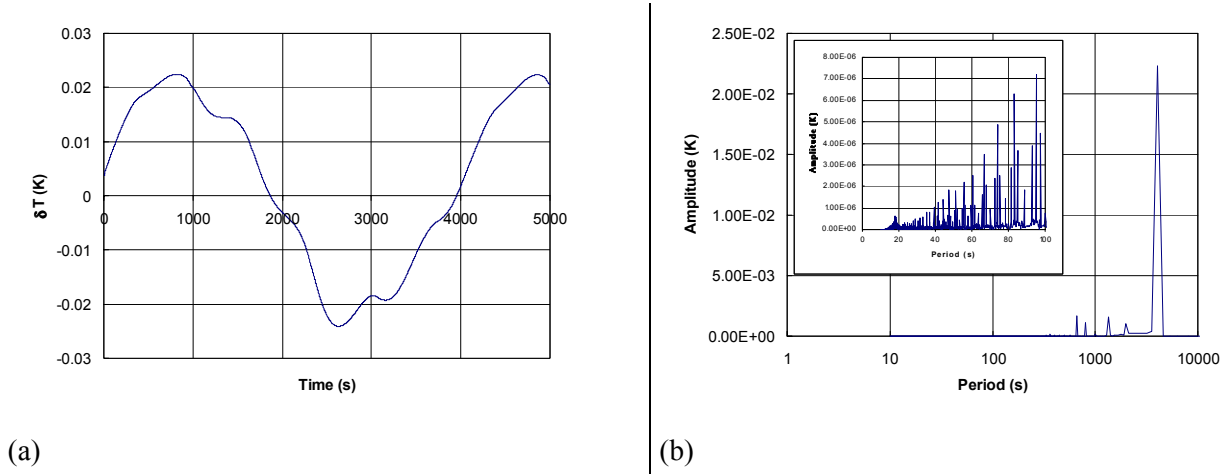 0.03
0.02
0.01
0
-0.01
-0.02
-0.03
0 1000 2000 3000 4000 5000
δT (K)
Time (s)
(a)
2.50E-02
2.00E-02
1.50E-02
1.00E-02
5.00E-03
0.00E+00
1 10 100 1000 10000
Amplitude (K)
Period (s)
8.00E-06
7.00E-06
6.00E-06
5.00E-06
4.00E-06
3.00E-06
2.00E-06
1.00E-06
0.00E+00
0 20 40 60 80 100
Amplitude (K)
Period (s)
(b)